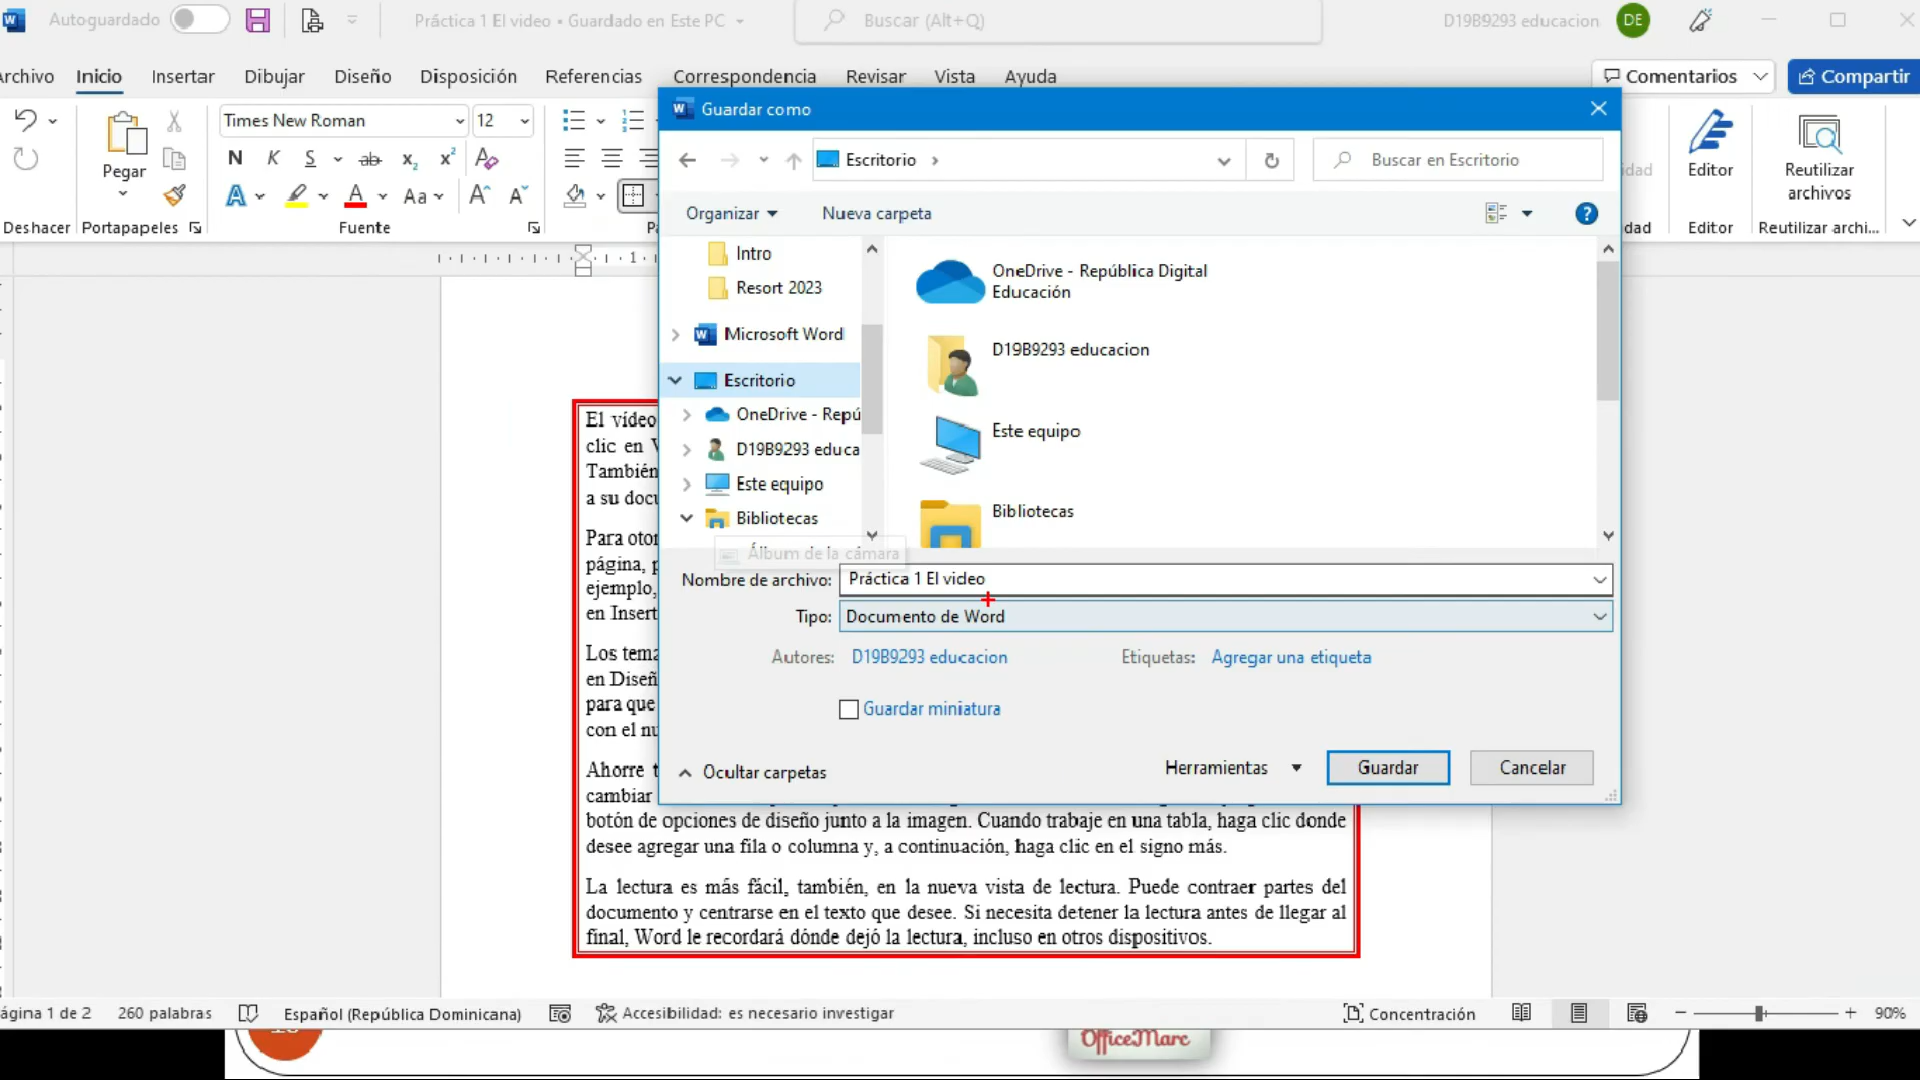 Autoguardado
Práctica 1 El video • Guardado en Este PC
Buscar (Alt+Q)
D19B9293 educacion
DE
Archivo
Inicio
Insertar
Dibujar
Diseño
Disposición
Referencias
Correspondencia
Revisar
Vista
Ayuda
Comentarios
Compartir
Pegar
Times New Roman
12
N K S ab x₂ x²
A A Aa A A
Editor
Reutilizar
archivos
Deshacer
Portapapeles
Fuente
Editor
Reutilizar archi...
1
Guardar como
Escritorio
Buscar en Escritorio
Organizar
Nueva carpeta
Intro
Resort 2023
Microsoft Word
Escritorio
OneDrive - Repú
D19B9293 educa
Este equipo
Bibliotecas
Álbum de la cámara
OneDrive - República Digital
Educación
D19B9293 educacion
Este equipo
Bibliotecas
Nombre de archivo: Práctica 1 El video
Tipo: Documento de Word
Autores: D19B9293 educacion
Etiquetas: Agregar una etiqueta
Guardar miniatura
Ocultar carpetas
Herramientas
Guardar
Cancelar
El vídeo
clic en
También
a su docu
Para otor
página, p
ejemplo,
en Insert
Los tema
en Diseñ
para que
con el nu
Ahorre t
cambiar
botón de opciones de diseño junto a la imagen. Cuando trabaje en una tabla, haga clic donde
desee agregar una fila o columna y, a continuación, haga clic en el signo más.
La lectura es más fácil, también, en la nueva vista de lectura. Puede contraer partes del
documento y centrarse en el texto que desee. Si necesita detener la lectura antes de llegar al
final, Word le recordará dónde dejó la lectura, incluso en otros dispositivos.
ágina 1 de 2
260 palabras
Español (República Dominicana)
Accesibilidad: es necesario investigar
Concentración
90%
OfficeMarc